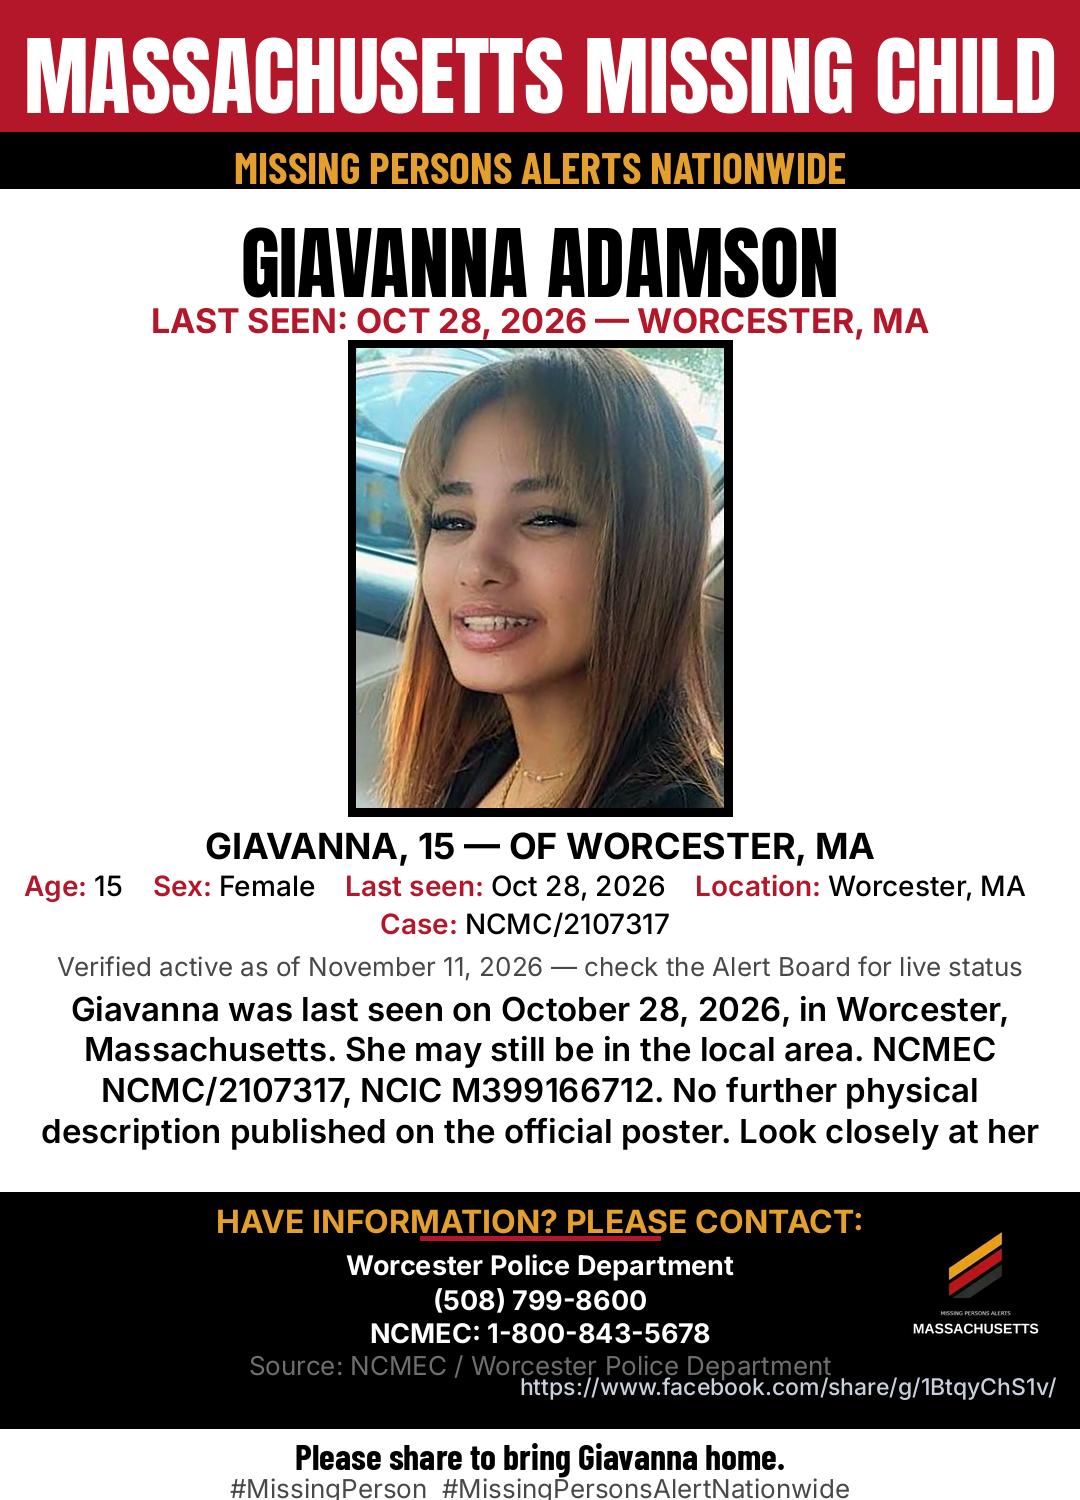 MASSACHUSETTS MISSING CHILD
MISSING PERSONS ALERTS NATIONWIDE
GIAVANNA ADAMSON
LAST SEEN: OCT 28, 2026 — WORCESTER, MA
GIAVANNA, 15 — OF WORCESTER, MA
Age: 15 Sex: Female Last seen: Oct 28, 2026 Location: Worcester, MA
Case: NCMC/2107317
Verified active as of November 11, 2026 — check the Alert Board for live status
Giavanna was last seen on October 28, 2026, in Worcester,
Massachusetts. She may still be in the local area. NCMEC
NCMC/2107317, NCIC M399166712. No further physical
description published on the official poster. Look closely at her
HAVE INFORMATION? PLEASE CONTACT:
Worcester Police Department
(508) 799-8600
NCMEC: 1-800-843-5678
MISSING PERSONS ALERTS
MASSACHUSETTS
Source: NCMEC / Worcester Police Department
https://www.facebook.com/share/g/1BtqyChS1v/
Please share to bring Giavanna home.
#MissingPerson #MissingPersonsAlertNationwide